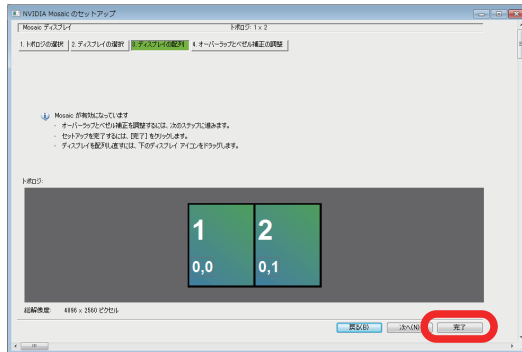 NVIDIA Mosaic のセットアップ
Mosaic ディスプレイ トポロジ: 1 x 2
1. トポロジの選択 2. ディスプレイの選択 3. ディスプレイの配列 4. オーバーラップとベゼル補正の調整
Mosaic が有効になっています
- オーバーラップとベゼル補正を調整するには、次のステップに進みます。
- セットアップを完了するには、[完了] をクリックします。
- ディスプレイを配列し直すには、下のディスプレイ アイコンをドラッグします。
トポロジ:
1 2
0,0 0,1
総解像度: 4096 x 2560 ピクセル
戻る(B) 次へ(N) 完了